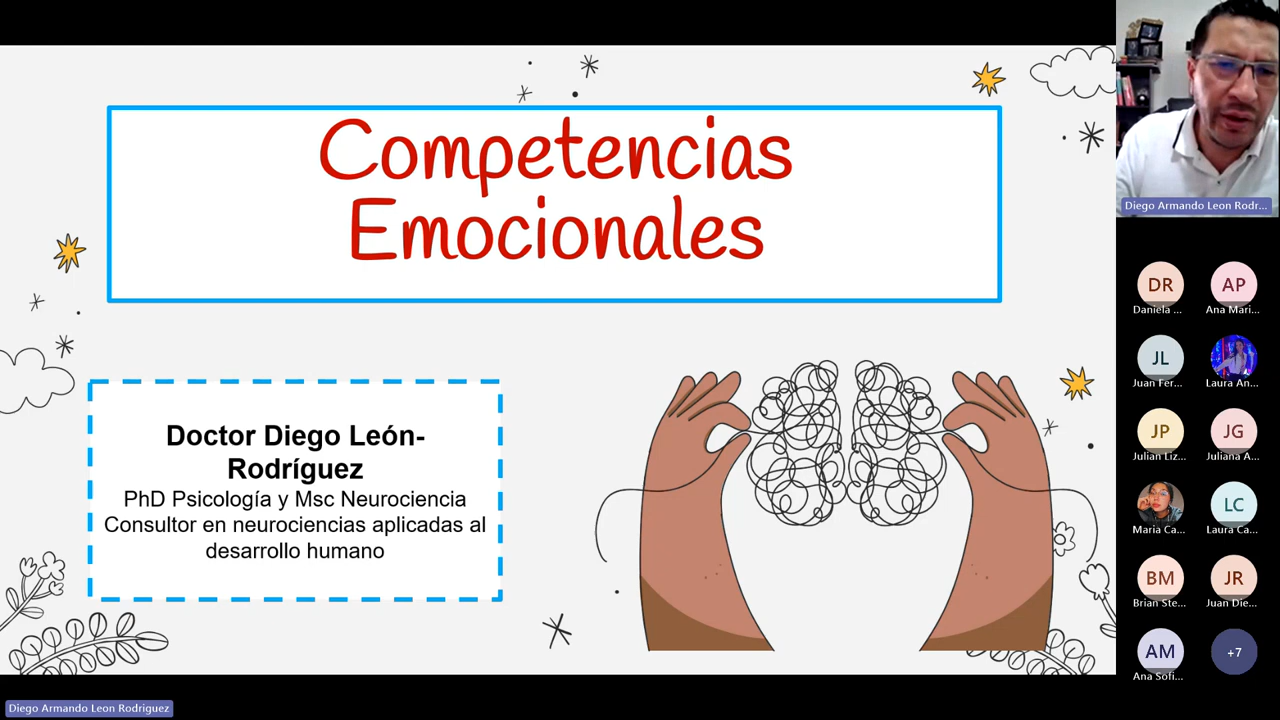 Competencias
Emocionales
Doctor Diego León-
Rodríguez
PhD Psicología y Msc Neurociencia
Consultor en neurociencias aplicadas al
desarrollo humano
Diego Armando Leon Rodr...
DR
AP
Daniela ...
Ana Mari...
JL
Juan Fer...
Laura An...
JP
JG
Julian Liz...
Juliana A...
LC
Maria Ca...
Laura Ca...
BM
JR
Brian Ste...
Juan Die...
AM
+7
Ana Sofi...
Diego Armando Leon Rodriguez